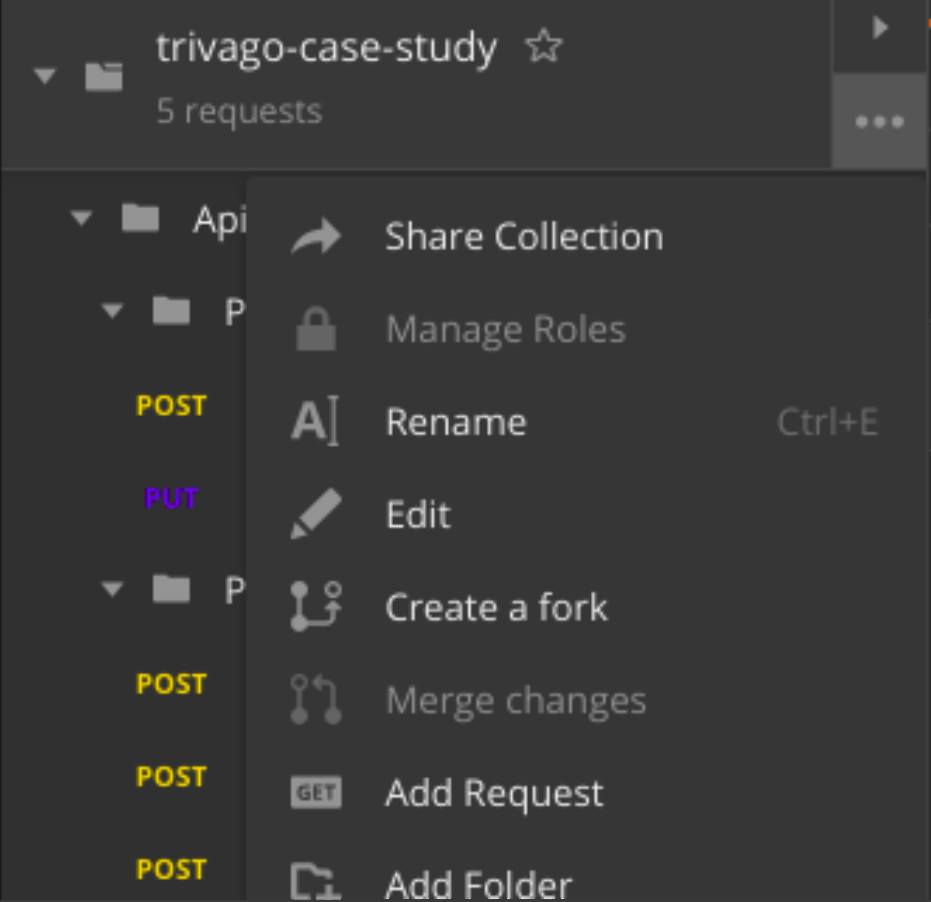 trivago-case-study
5 requests
Api
P
POST
PUT
P
POST
POST
POST
Share Collection
Manage Roles
Rename Ctrl+E
Edit
Create a fork
Merge changes
GET Add Request
Add Folder